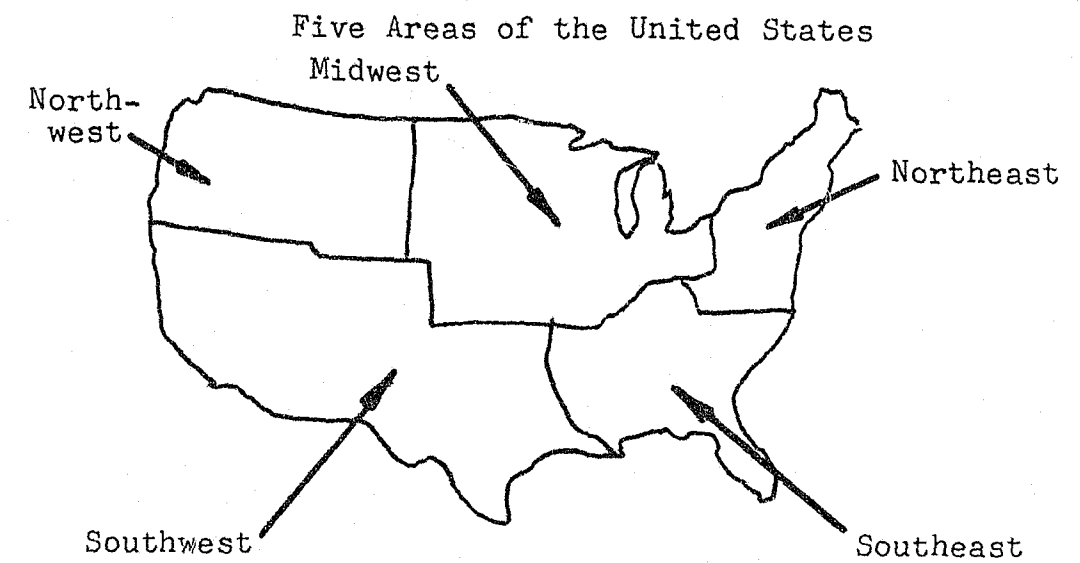 Five Areas of the United States
Midwest
North-
west
Northeast
Southwest
Southeast